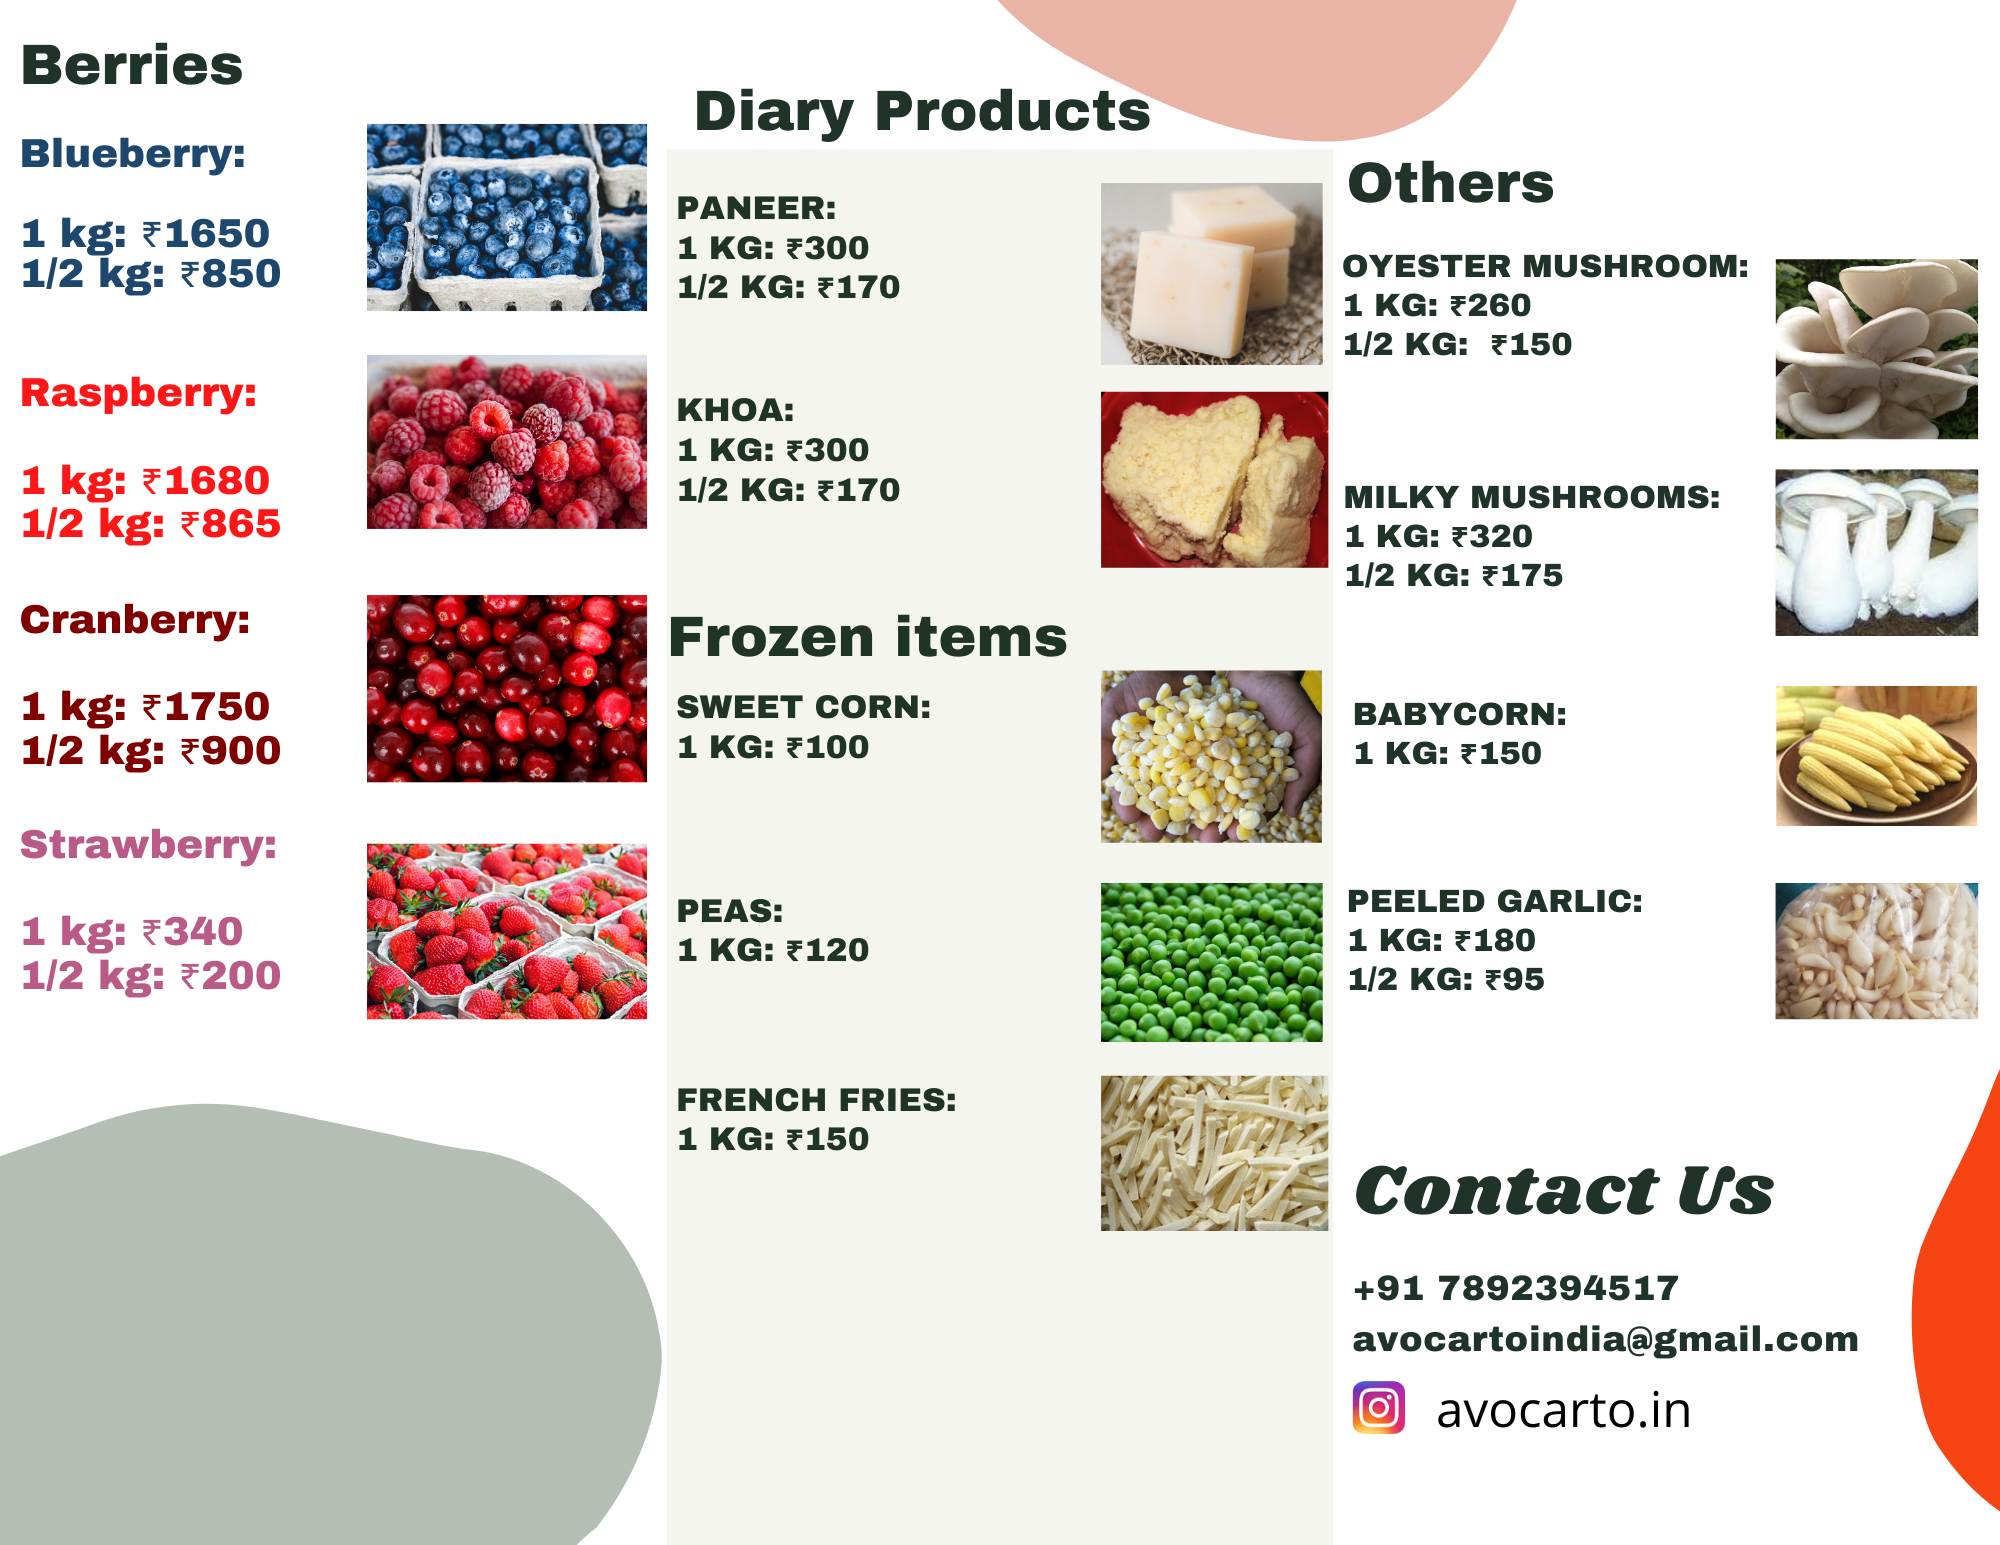 Berries
Blueberry:
1 kg: ₹1650
1/2 kg: ₹850
Raspberry:
1 kg: ₹1680
1/2 kg: ₹865
Cranberry:
1 kg: ₹1750
1/2 kg: ₹900
Strawberry:
1 kg: ₹340
1/2 kg: ₹200
Diary Products
PANEER:
1 KG: ₹300
1/2 KG: ₹170
KHOA:
1 KG: ₹300
1/2 KG: ₹170
Frozen items
SWEET CORN:
1 KG: ₹100
PEAS:
1 KG: ₹120
FRENCH FRIES:
1 KG: ₹150
Others
OYESTER MUSHROOM:
1 KG: ₹260
1/2 KG: ₹150
MILKY MUSHROOMS:
1 KG: ₹320
1/2 KG: ₹175
BABYCORN:
1 KG: ₹150
PEELED GARLIC:
1 KG: ₹180
1/2 KG: ₹95
Contact Us
+91 7892394517
avocartoindia@gmail.com
avocarto.in